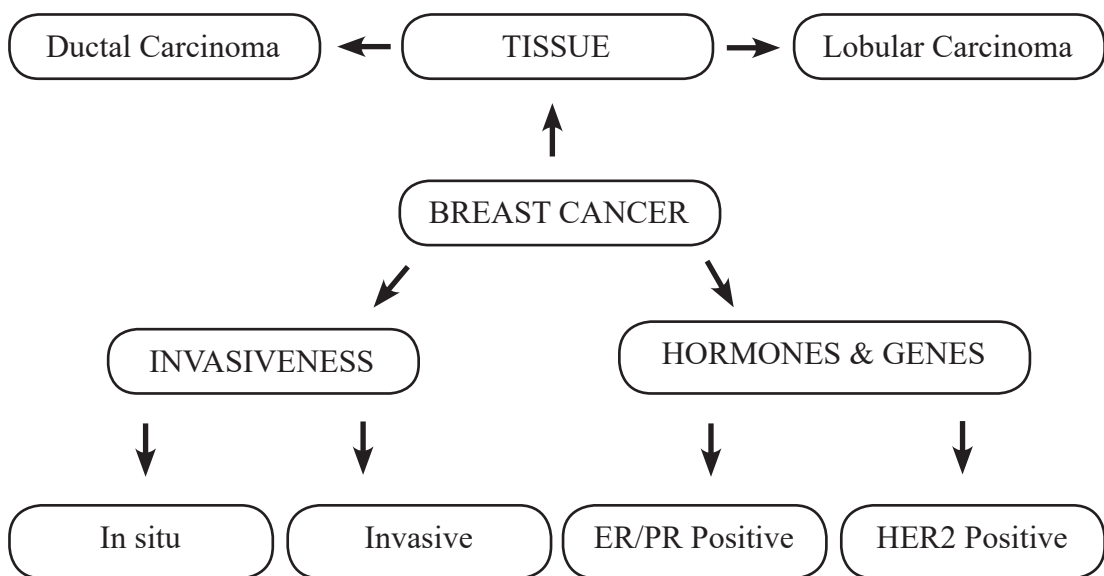 Ductal Carcinoma
TISSUE
Lobular Carcinoma
BREAST CANCER
INVASIVENESS
HORMONES & GENES
In situ
Invasive
ER/PR Positive
HER2 Positive